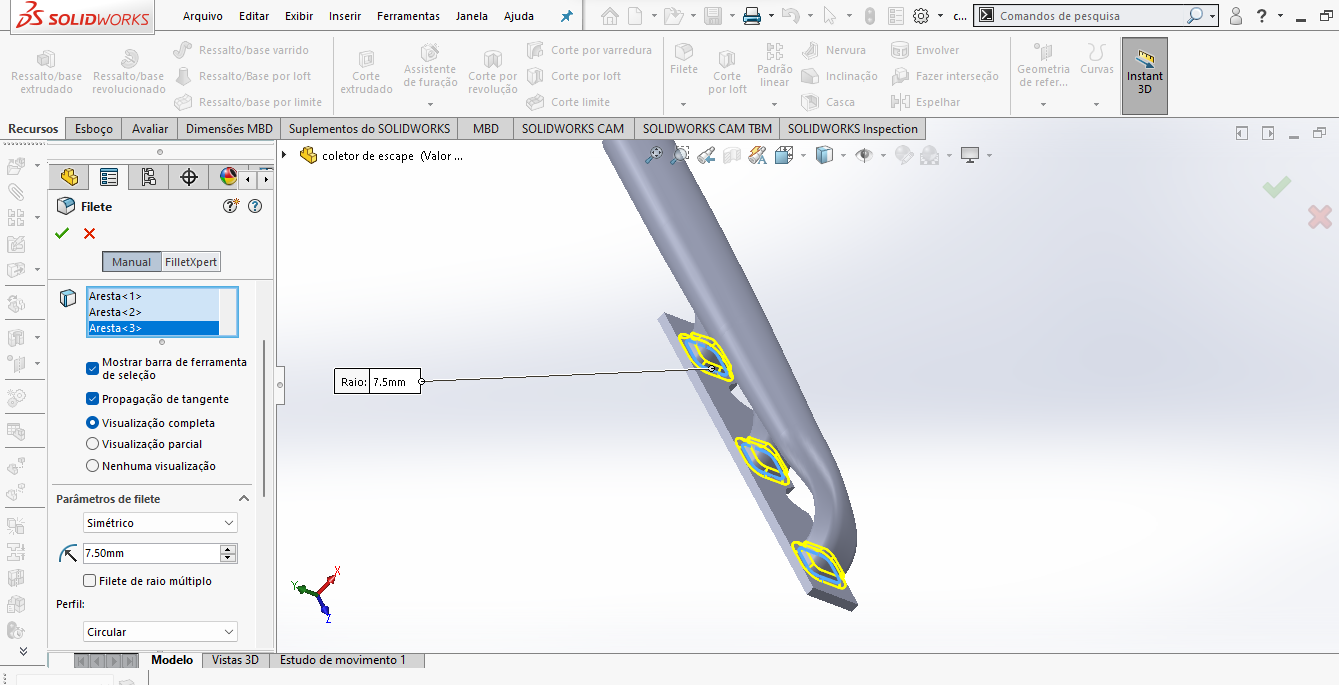 SOLIDWORKS
Arquivo Editar Exibir Inserir Ferramentas Janela Ajuda
c...
Comandos de pesquisa
?
Ressalto/base extrudado
Ressalto/base revolucionado
Ressalto/base varrido
Ressalto/Base por loft
Ressalto/base por limite
Corte extrudado
Assistente de furação
Corte por revolução
Corte por varredura
Corte por loft
Corte limite
Filete
Corte por loft
Padrão linear
Nervura
Inclinação
Casca
Envolver
Fazer interseção
Espelhar
Geometria de refer...
Curvas
Instant 3D
Recursos Esboço Avaliar Dimensões MBD Suplementos do SOLIDWORKS MBD SOLIDWORKS CAM SOLIDWORKS CAM TBM SOLIDWORKS Inspection
coletor de escape (Valor ...
Filete
Manual FilletXpert
Aresta<1>
Aresta<2>
Aresta<3>
Mostrar barra de ferramenta
de seleção
Propagação de tangente
Visualização completa
Visualização parcial
Nenhuma visualização
Parâmetros de filete
Simétrico
7.50mm
Filete de raio múltiplo
Perfil:
Circular
Raio: 7.5mm
X
Y
Z
Modelo Vistas 3D Estudo de movimento 1